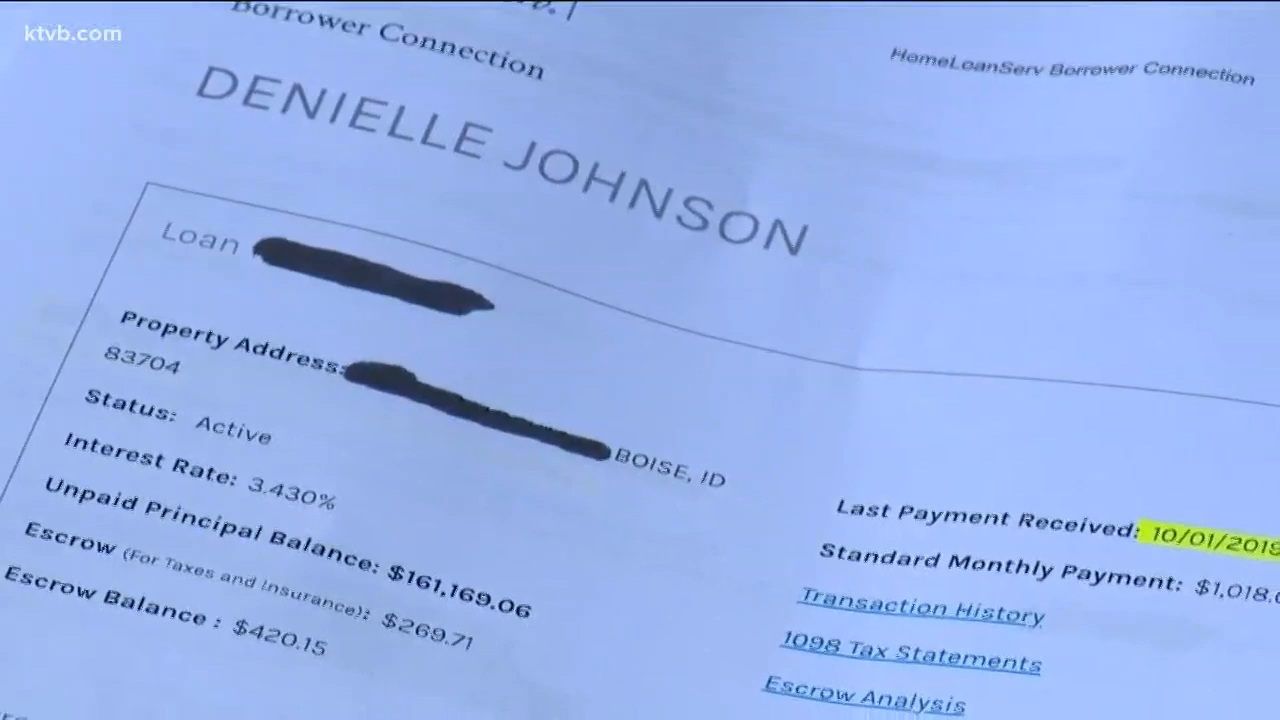 ktvb.com
Borrower Connection
HomeLoanServ Borrower Connection
DENIELLE JOHNSON
Loan
Property Address: BOISE, ID
83704
Status: Active
Interest Rate: 3.430%
Unpaid Principal Balance: $161,169.06
Escrow (For Taxes and Insurance): $269.71
Escrow Balance : $420.15
Last Payment Received: 10/01/2019
Standard Monthly Payment: $1,018.
Transaction History
1098 Tax Statements
Escrow Analysis